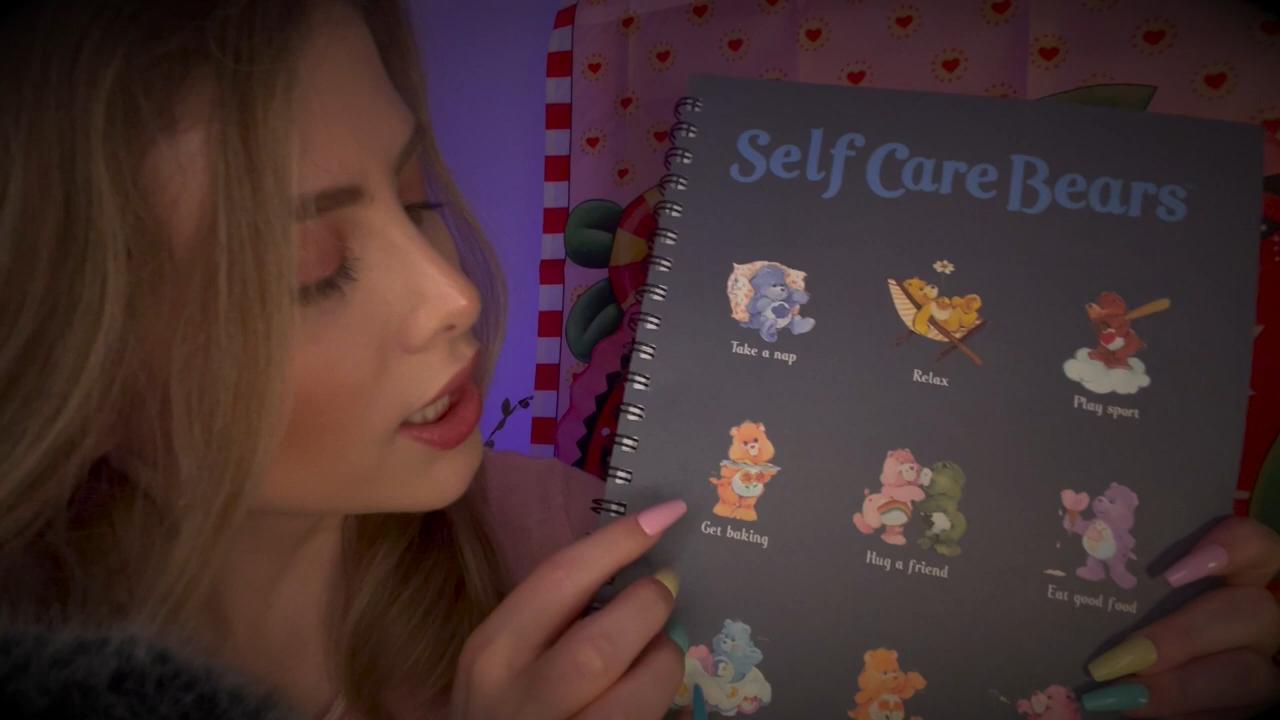 Self Care Bears
Take a nap
Relax
Play sport
Get baking
Hug a friend
Eat good food